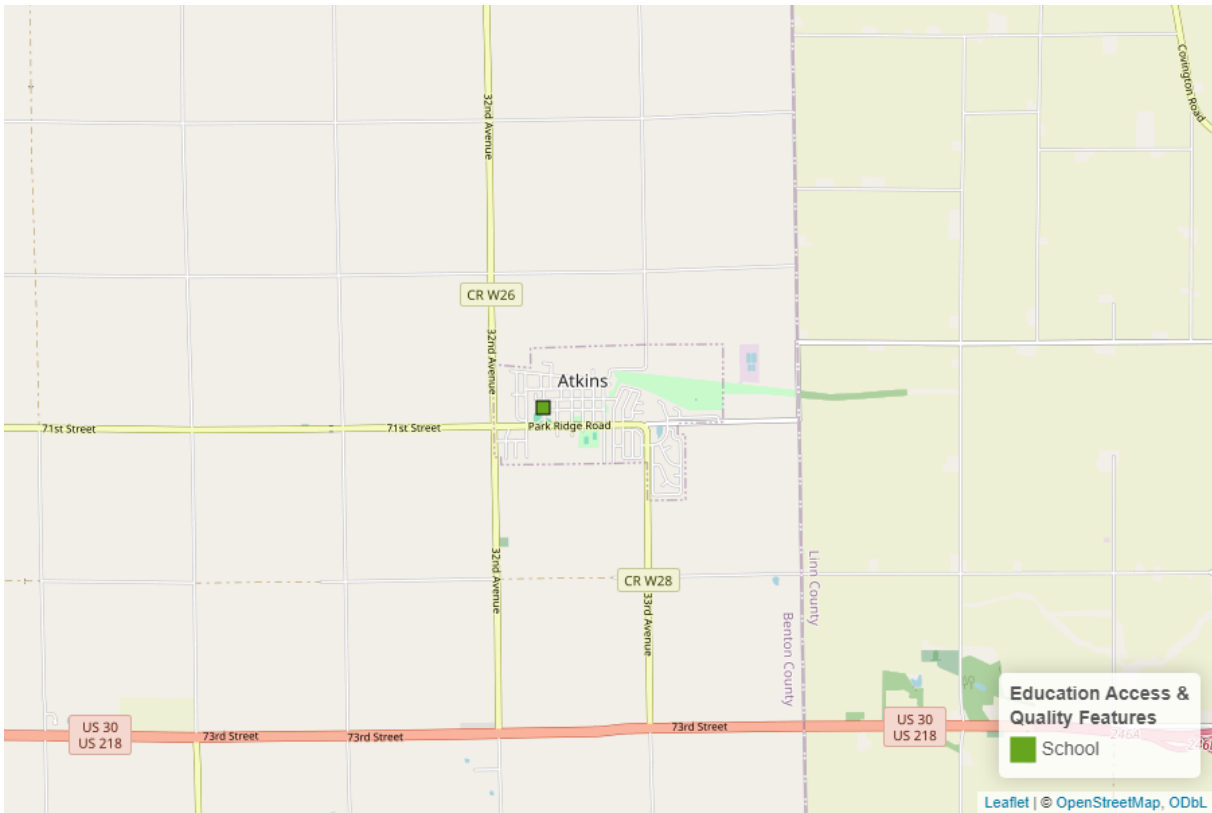 Covington Road
32nd Avenue
CR W26
32nd Avenue
Atkins
71st Street
71st Street
Park Ridge Road
32nd Avenue
CR W28
33rd Avenue
Linn County
Benton County
US 30
US 218
73rd Street
73rd Street
73rd Street
US 30
US 218
246A
Education Access &
Quality Features
School
Leaflet | © OpenStreetMap, ODbL